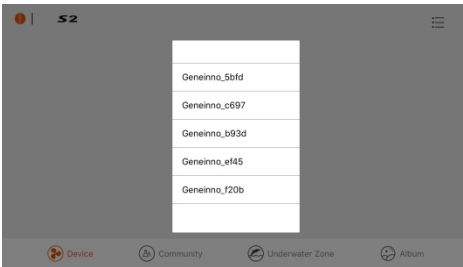 S2
Geneinno_5bfd
Geneinno_c697
Geneinno_b93d
Geneinno_ef45
Geneinno_f20b
Device
Community
Underwater Zone
Album